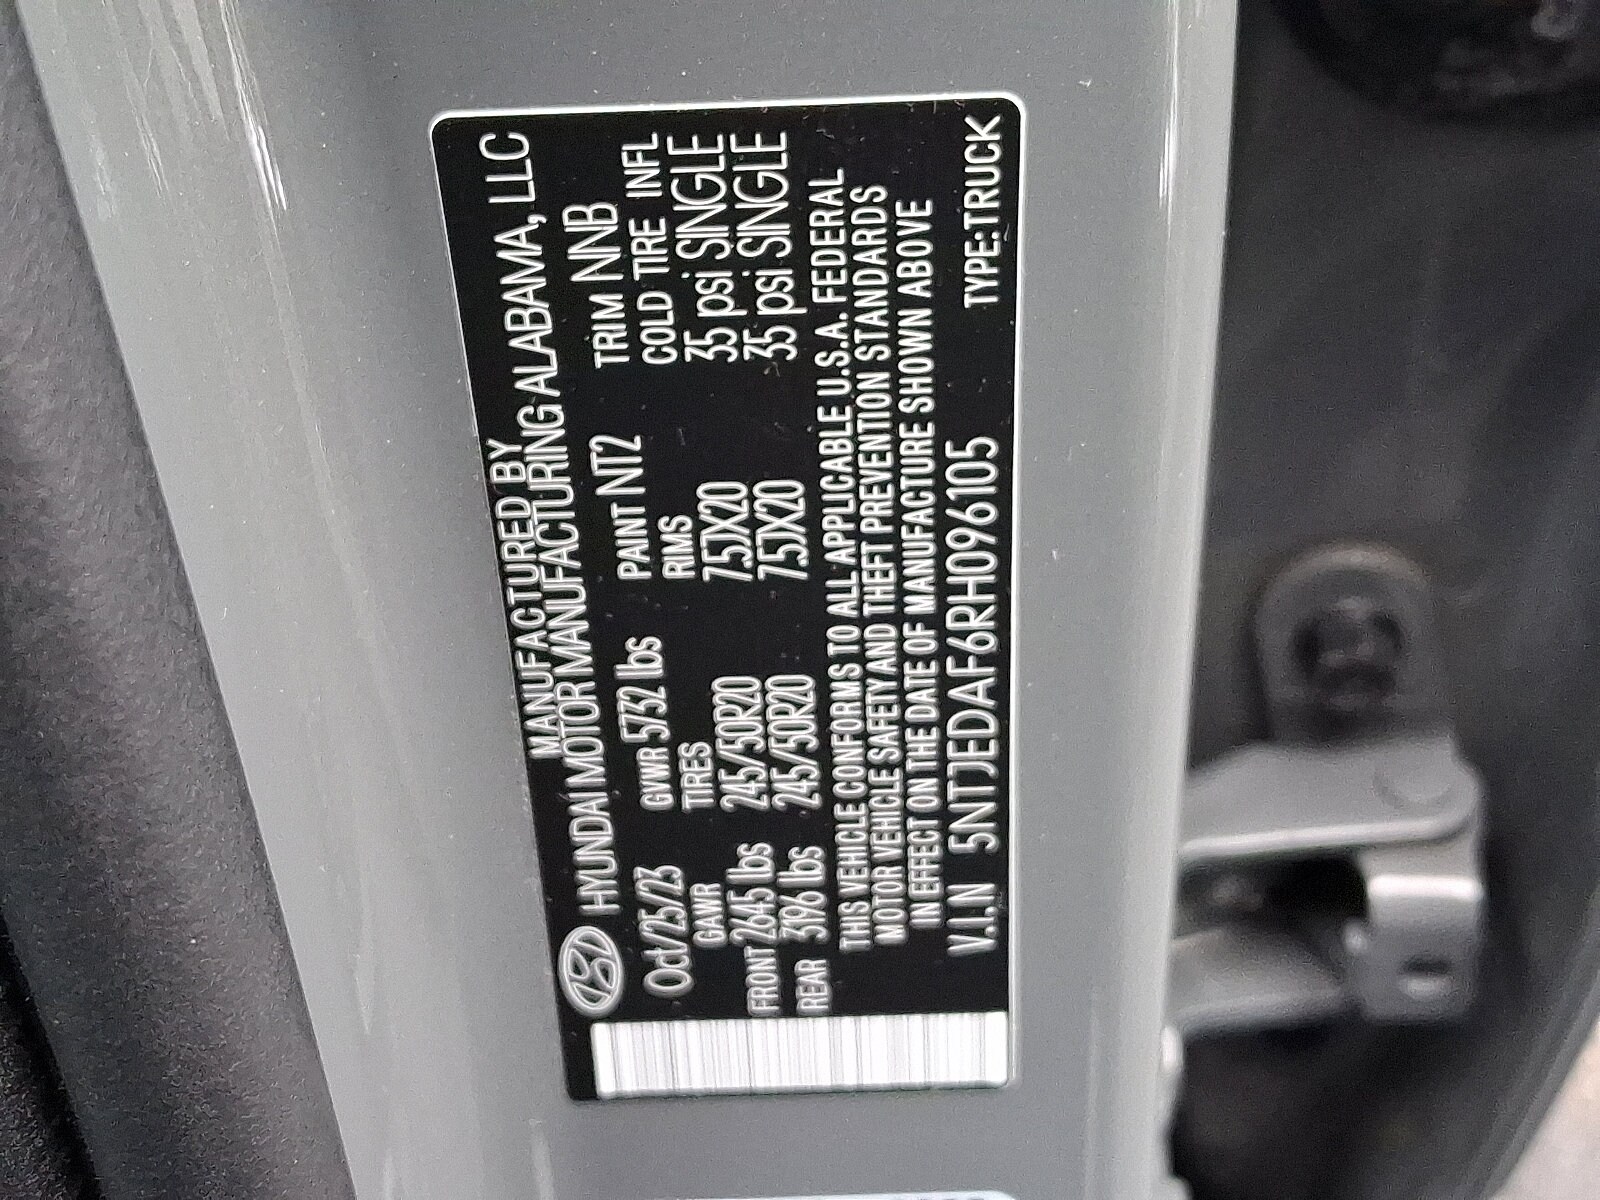 MANUFACTURED BY
HYUNDAI MOTOR MANUFACTURING ALABAMA, LLC
Oct/25/23 GVWR 5732 lbs PAINT NT2 TRIM NNB
GAWR TIRES RIMS COLD TIRE INFL
FRONT 2645 lbs 245/50R20 7.5JX20 35 psi SINGLE
REAR 3196 lbs 245/50R20 7.5JX20 35 psi SINGLE
THIS VEHICLE CONFORMS TO ALL APPLICABLE U.S.A. FEDERAL
MOTOR VEHICLE SAFETY AND THEFT PREVENTION STANDARDS
IN EFFECT ON THE DATE OF MANUFACTURE SHOWN ABOVE
V.I.N 5NTJEDAF6RH096105 TYPE:TRUCK